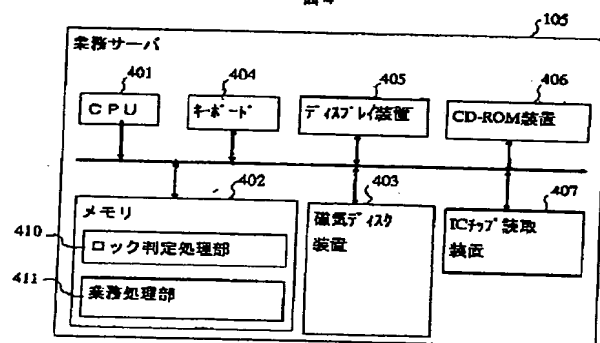 図4
105
業務サーバ
401
404
405
406
CPU
キーボード
ディスプレイ装置
CD-ROM装置
402
403
407
メモリ
磁気ディスク
装置
ICチップ読取
装置
410
ロック判定処理部
411
業務処理部